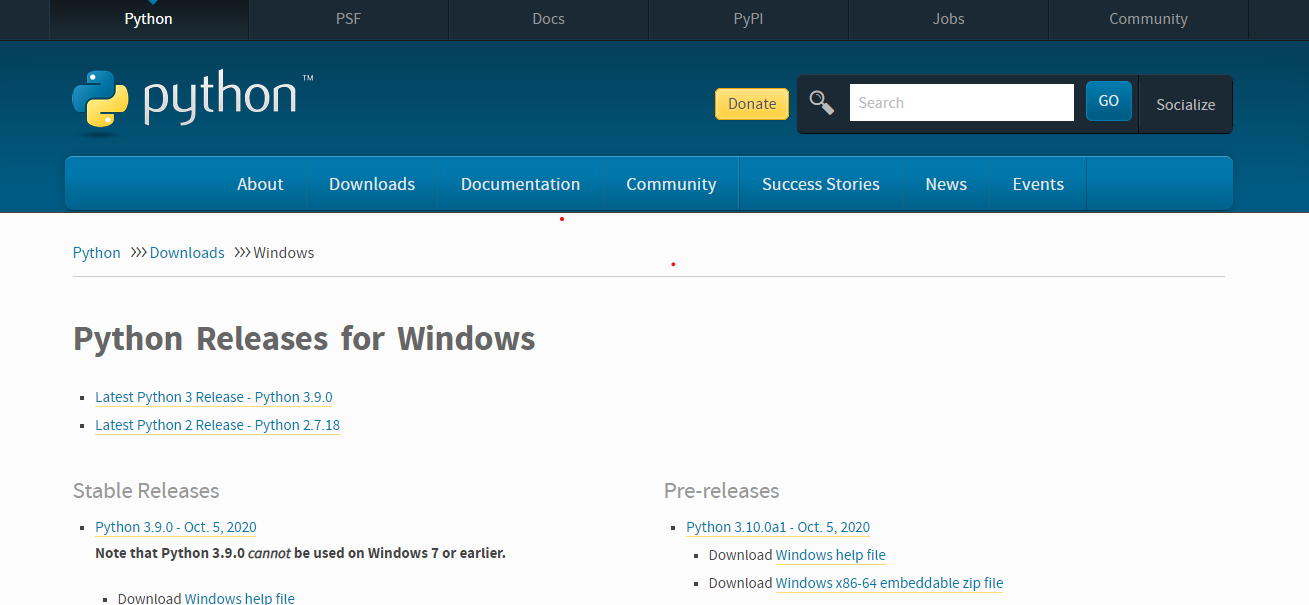 Python PSF Docs PyPI Jobs Community
python™
Donate Search GO Socialize
About Downloads Documentation Community Success Stories News Events
Python >>> Downloads >>> Windows
Python Releases for Windows
Latest Python 3 Release - Python 3.9.0
Latest Python 2 Release - Python 2.7.18
Stable Releases
Python 3.9.0 - Oct. 5, 2020
Note that Python 3.9.0 cannot be used on Windows 7 or earlier.
Download Windows help file
Pre-releases
Python 3.10.0a1 - Oct. 5, 2020
Download Windows help file
Download Windows x86-64 embeddable zip file